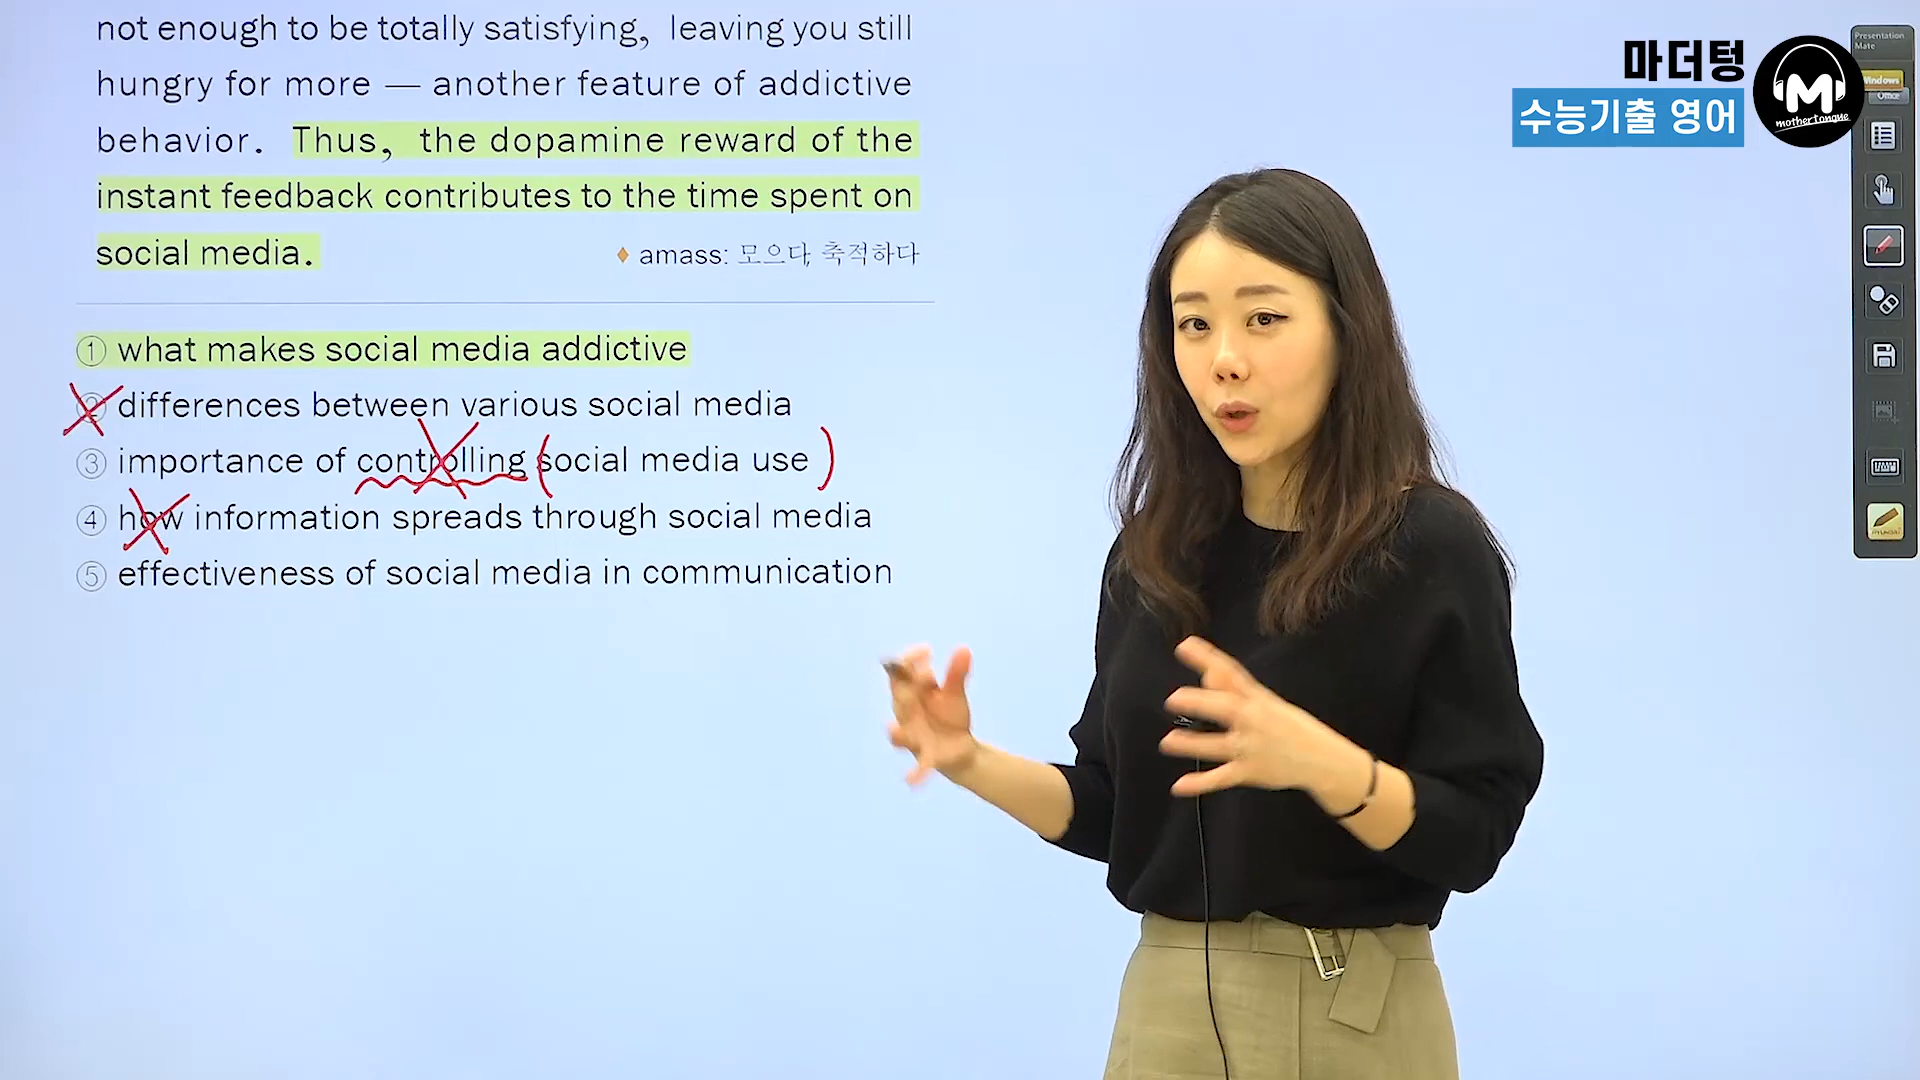 not enough to be totally satisfying, leaving you still
hungry for more — another feature of addictive
behavior. Thus, the dopamine reward of the
instant feedback contributes to the time spent on
social media.
♦ amass: 모으다, 축적하다
① what makes social media addictive
② differences between various social media
③ importance of controlling (social media use)
④ how information spreads through social media
⑤ effectiveness of social media in communication
마더텅
수능기출 영어
M
mothertongue
Presentation
Mate
Windows
Office